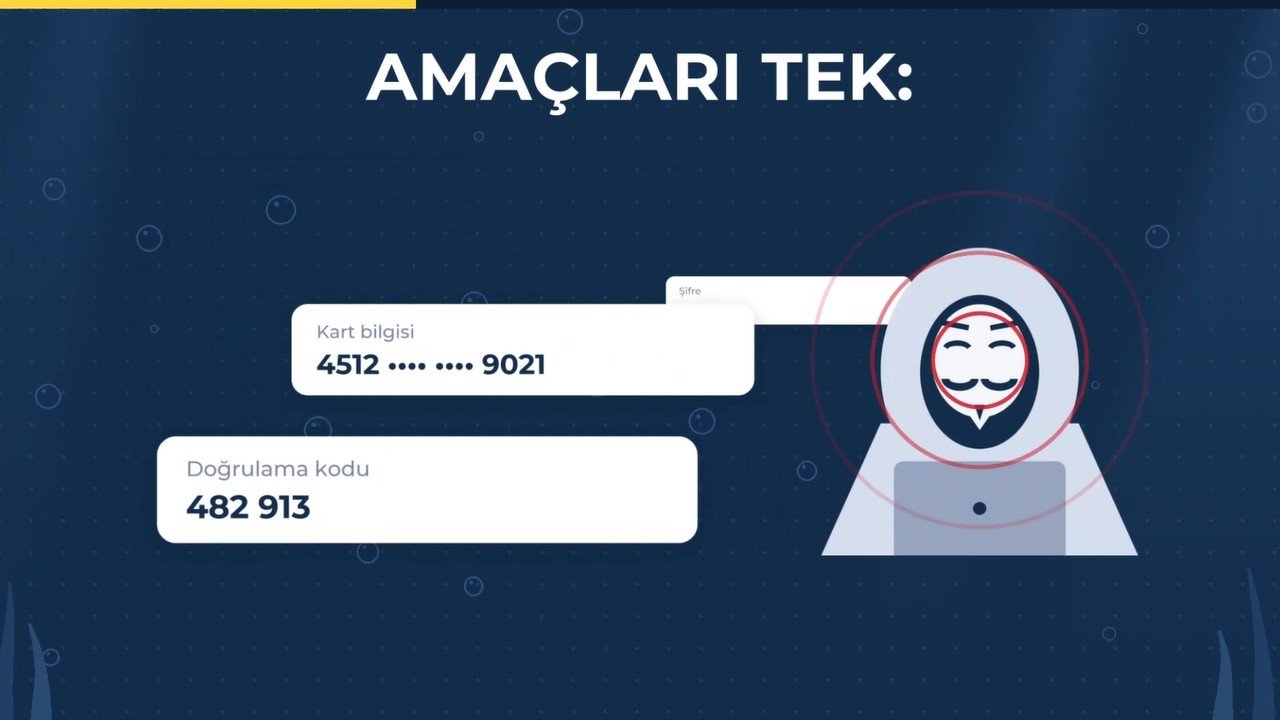 AMAÇLARI TEK:
Şifre
Kart bilgisi
4512 •••• •••• 9021
Doğrulama kodu
482 913